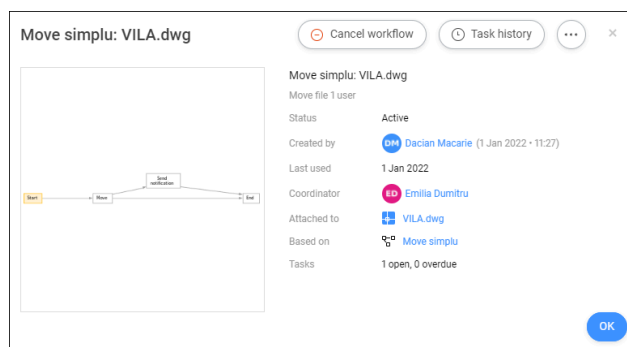 Move simplu: VILA.dwg
Cancel workflow
Task history
Move simplu: VILA.dwg
Move file 1 user
Status Active
Created by DM Dacian Macarie (1 Jan 2022 • 11:27)
Last used 1 Jan 2022
Coordinator ED Emilia Dumitru
Attached to VILA.dwg
Based on Move simplu
Tasks 1 open, 0 overdue
Send
notification
Start Move End
OK